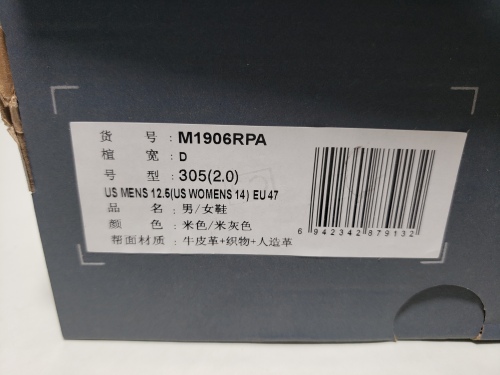 货 号: M1906RPA
楦 宽: D
号 型: 305(2.0)
US MENS 12.5(US WOMENS 14) EU 47
品 名: 男/女鞋
颜 色: 米色/米灰色
帮面材质: 牛皮革+织物+人造革
6 942342 879132